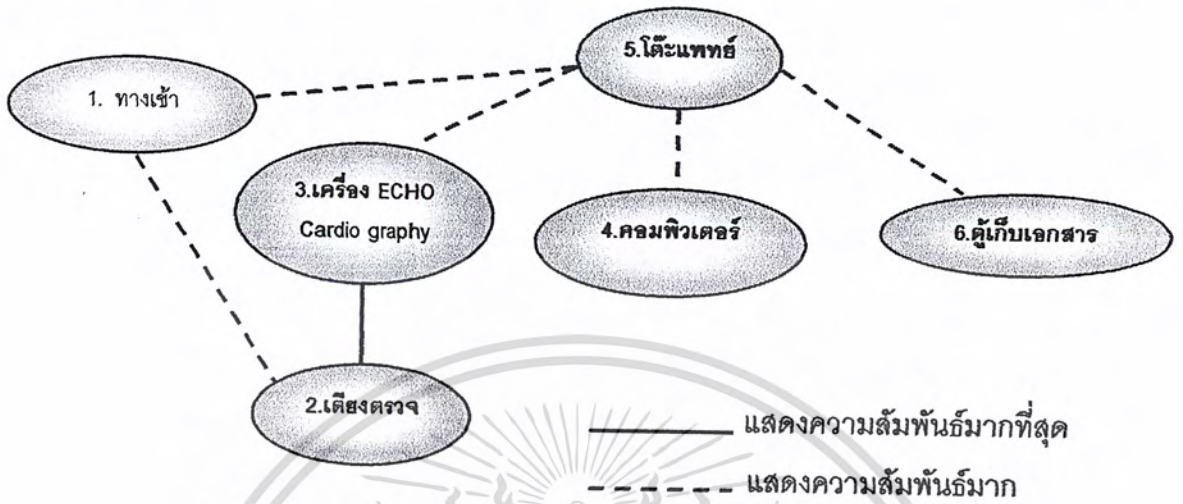 5.โต๊ะแพทย์
1. ทางเข้า
3.เครื่อง ECHO
Cardio graphy
4.คอมพิวเตอร์
6.ตู้เก็บเอกสาร
2.เตียงตรวจ
แสดงความสัมพันธ์มากที่สุด
แสดงความสัมพันธ์มาก